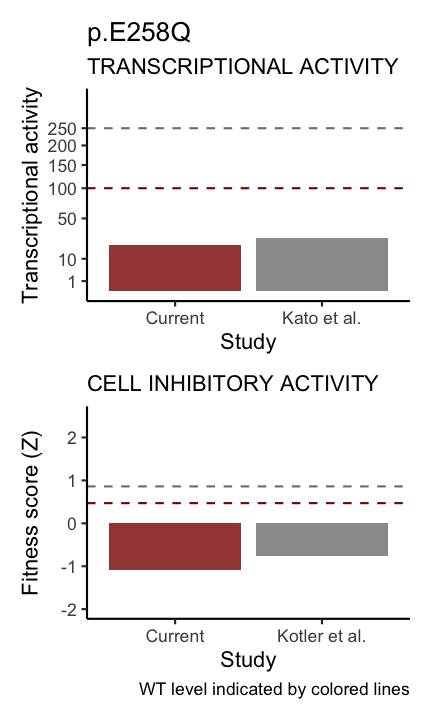 p.E258Q
TRANSCRIPTIONAL ACTIVITY
Transcriptional activity
250
200
150
100
50
10
1
Current
Kato et al.
Study
CELL INHIBITORY ACTIVITY
Fitness score (Z)
2
1
0
-1
-2
Current
Kotler et al.
Study
WT level indicated by colored lines